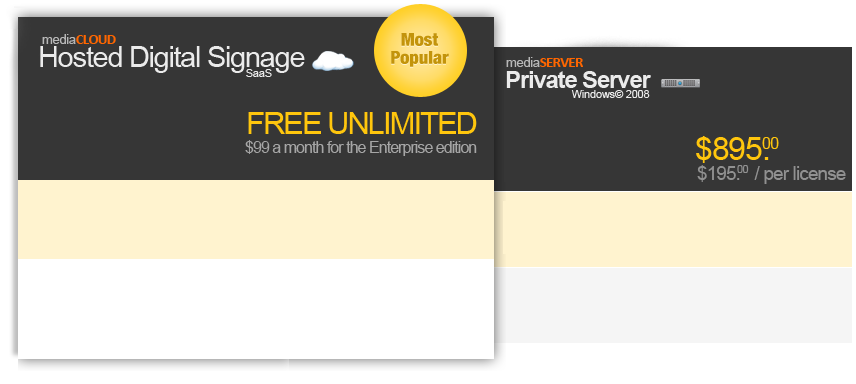 mediaCLOUD
Hosted Digital Signage
SaaS
Most
Popular
FREE UNLIMITED
$99 a month for the Enterprise edition
mediaSERVER
Private Server
Windows© 2008
$895.00
$195.00 / per license